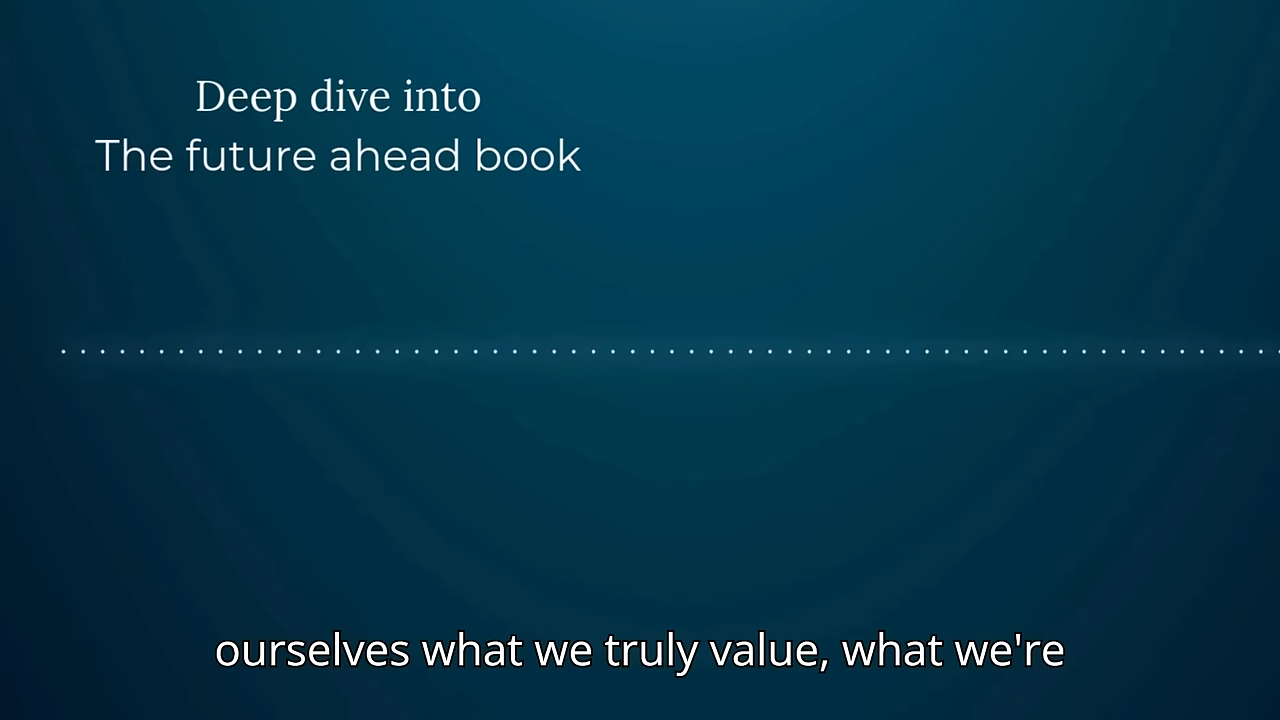 Deep dive into
The future ahead book
ourselves what we truly value, what we're